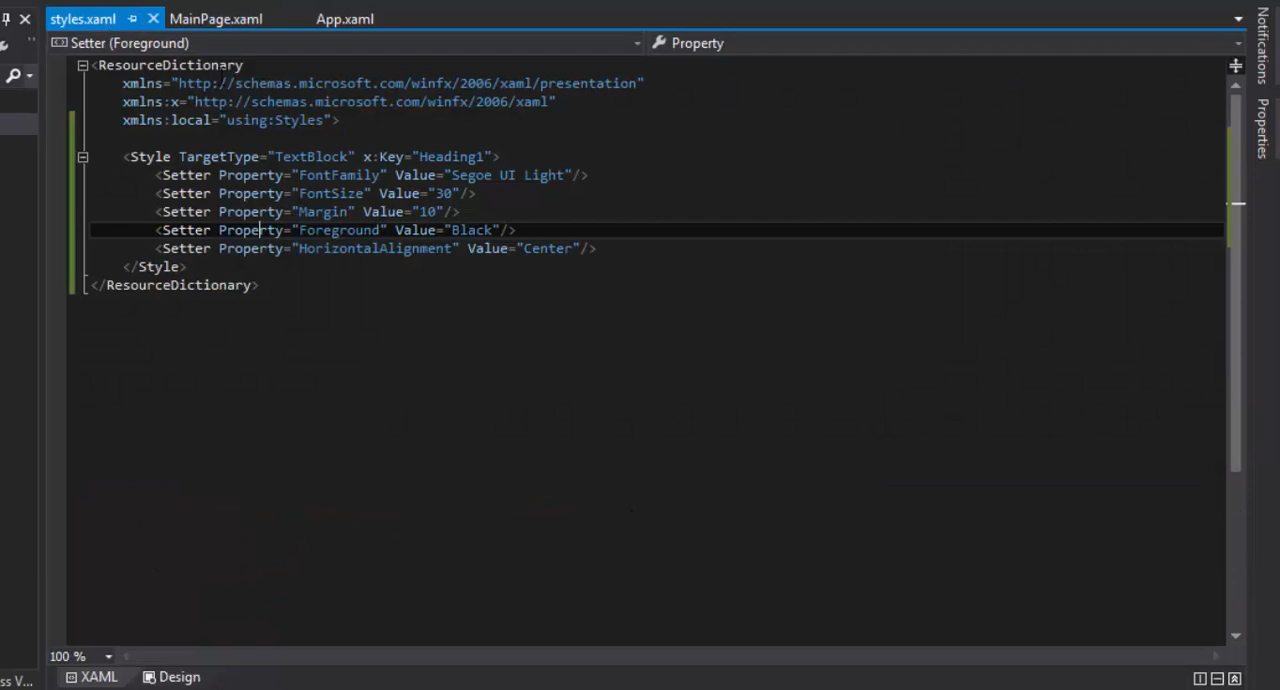 styles.xaml MainPage.xaml App.xaml
Setter (Foreground) Property
<ResourceDictionary
xmlns="http://schemas.microsoft.com/winfx/2006/xaml/presentation"
xmlns:x="http://schemas.microsoft.com/winfx/2006/xaml"
xmlns:local="using:Styles">
<Style TargetType="TextBlock" x:Key="Heading1">
<Setter Property="FontFamily" Value="Segoe UI Light"/>
<Setter Property="FontSize" Value="30"/>
<Setter Property="Margin" Value="10"/>
<Setter Property="Foreground" Value="Black"/>
<Setter Property="HorizontalAlignment" Value="Center"/>
</Style>
</ResourceDictionary>
100 %
XAML Design
ss V...
Notifications
Properties